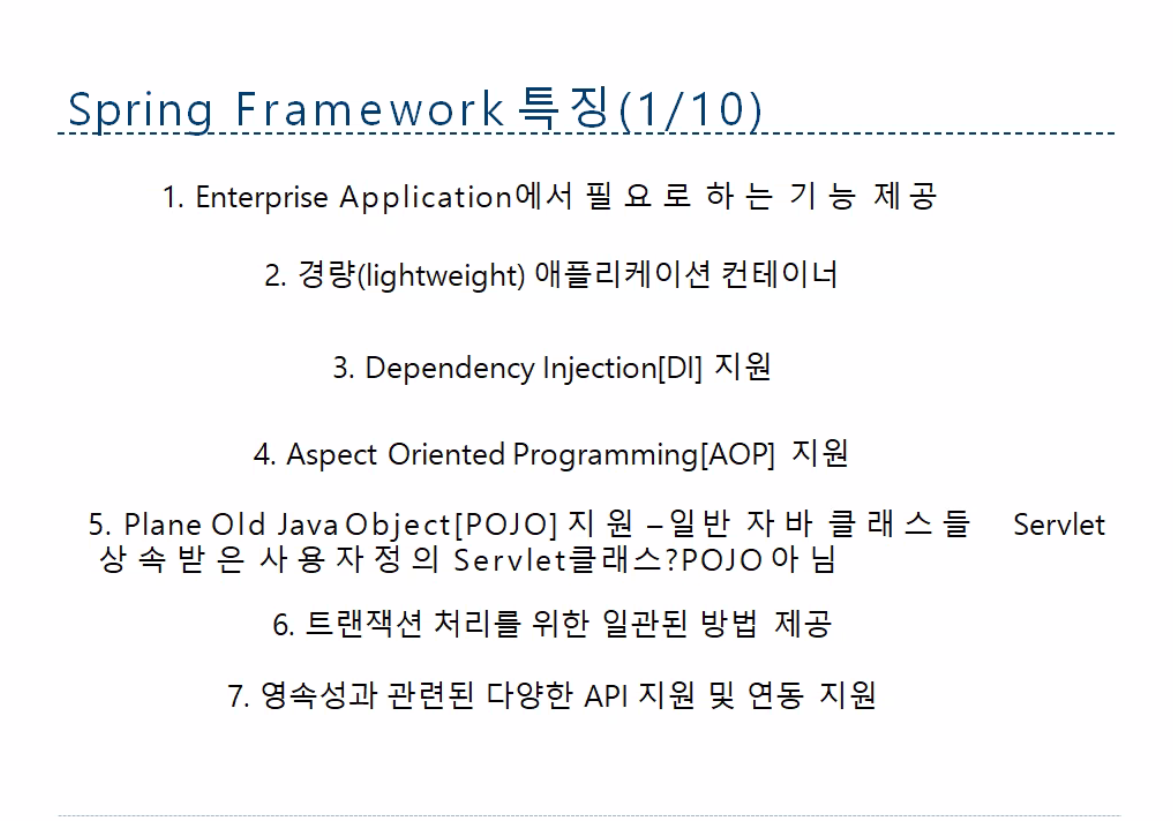 Spring Framework 특징(1/10)
1. Enterprise Application에서 필요로 하는 기능 제공
2. 경량(lightweight) 애플리케이션 컨테이너
3. Dependency Injection[DI] 지원
4. Aspect Oriented Programming[AOP] 지원
5. Plane Old Java Object[POJO] 지원 –일반 자바 클래스들 Servlet
상속받은 사용자정의 Servlet클래스?POJO아님
6. 트랜잭션 처리를 위한 일관된 방법 제공
7. 영속성과 관련된 다양한 API 지원 및 연동 지원